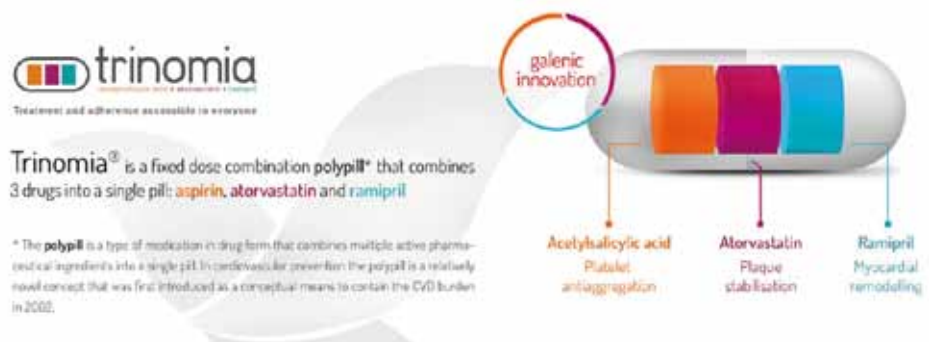 trinomia
Treatment and adherence accessible to everyone
Trinomia® is a fixed dose combination polypill* that combines
3 drugs into a single pill: aspirin, atorvastatin and ramipril
* The polypill is a type of medication in drug form that combines multiple active pharma-
ceutical ingredients into a single pill. In cardiovascular prevention the polypill is a relatively
novel concept that was first introduced as a conceptual means to contain the CVD burden
in 2002.
galenic
innovation
Acetylsalicylic acid
Platelet
antiaggregation
Atorvastatin
Plaque
stabilisation
Ramipril
Myocardial
remodelling